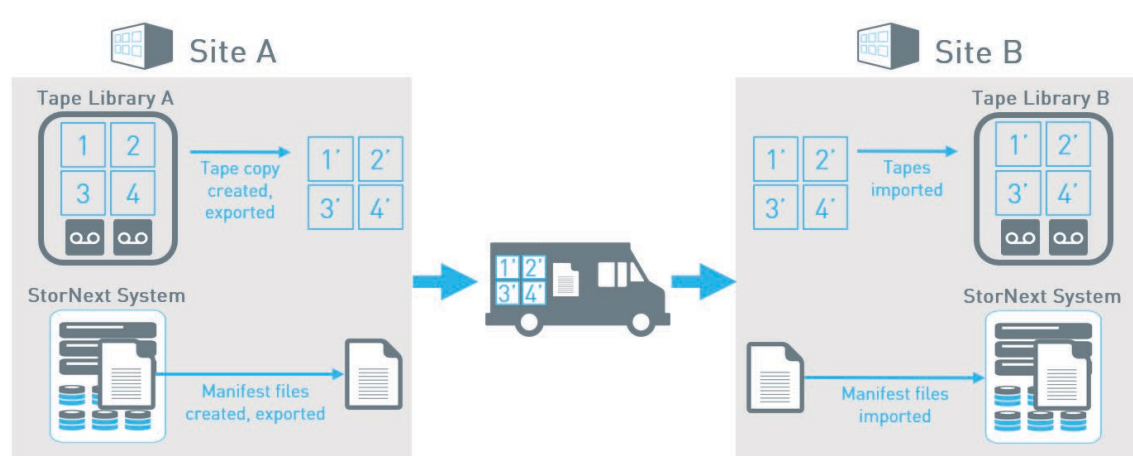 Site A
Tape Library A
1 2
3 4
Tape copy
created,
exported
1' 2'
3' 4'
StorNext System
Manifest files
created, exported
1' 2'
3' 4'
Site B
Tape Library B
1' 2'
3' 4'
Tapes
imported
1' 2'
3' 4'
StorNext System
Manifest files
imported